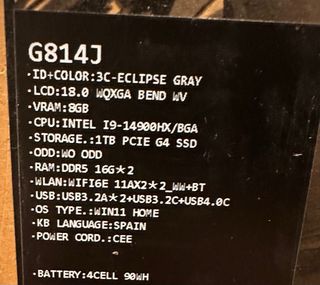 G814J
·ID+COLOR:3C-ECLIPSE GRAY
·LCD:18.0 WQXGA BEND WV
·VRAM:8GB
·CPU:INTEL I9-14900HX/BGA
·STORAGE.:1TB PCIE G4 SSD
·ODD:WO ODD
·RAM:DDR5 16G*2
·WLAN:WIFI6E 11AX2*2_WW+BT
·USB:USB3.2A*2+USB3.2C+USB4.0C
·OS TYPE.:WIN11 HOME
·KB LANGUAGE:SPAIN
·POWER CORD.:CEE
·BATTERY:4CELL 90WH